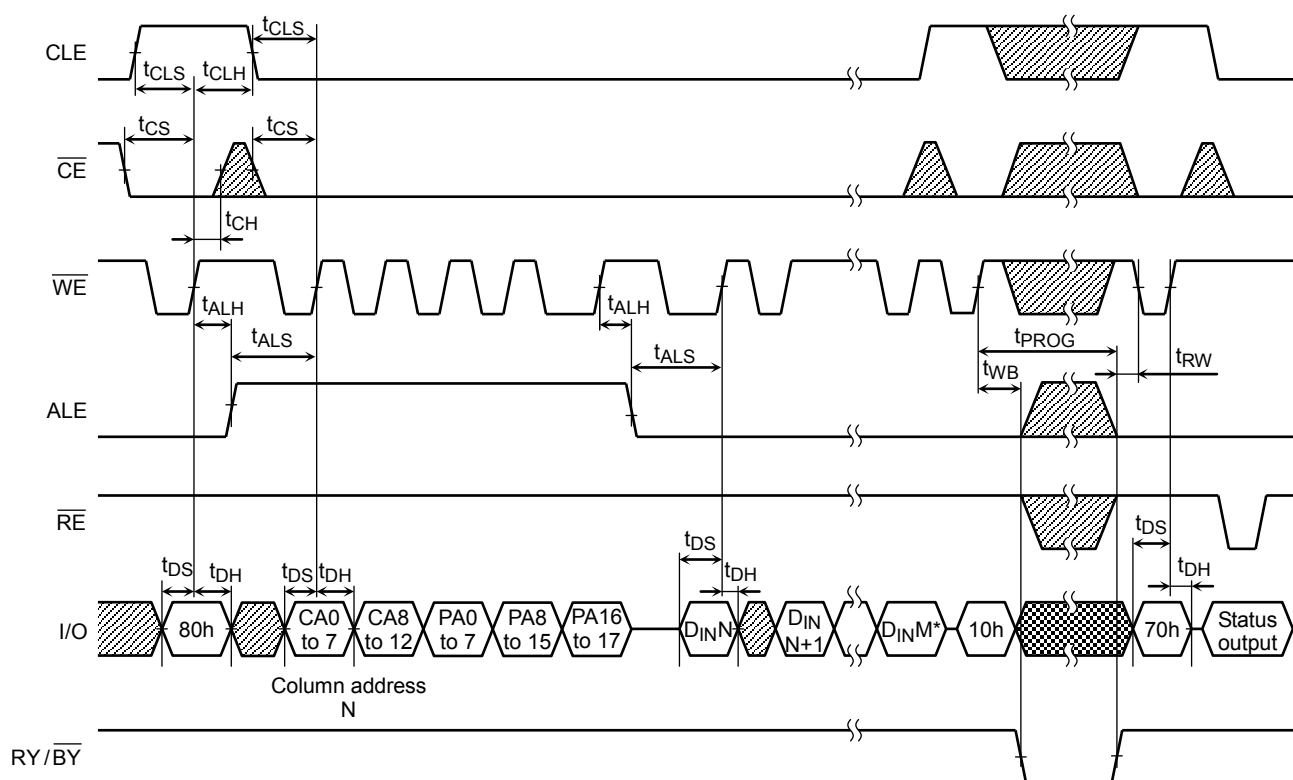 CLE
tCLS
tCLS
tCLH
CE
tCS
tCS
tCH
WE
tALH
tALH
tALS
tALS
tPROG
tWB
tRW
ALE
RE
tDS
tDH
tDS
tDH
tDS
tDH
tDS
tDH
I/O
80h
CA0
to 7
CA8
to 12
PA0
to 7
PA8
to 15
PA16
to 17
DINN
DIN
N+1
DINM*
10h
70h
Status
output
Column address
N
RY/BY